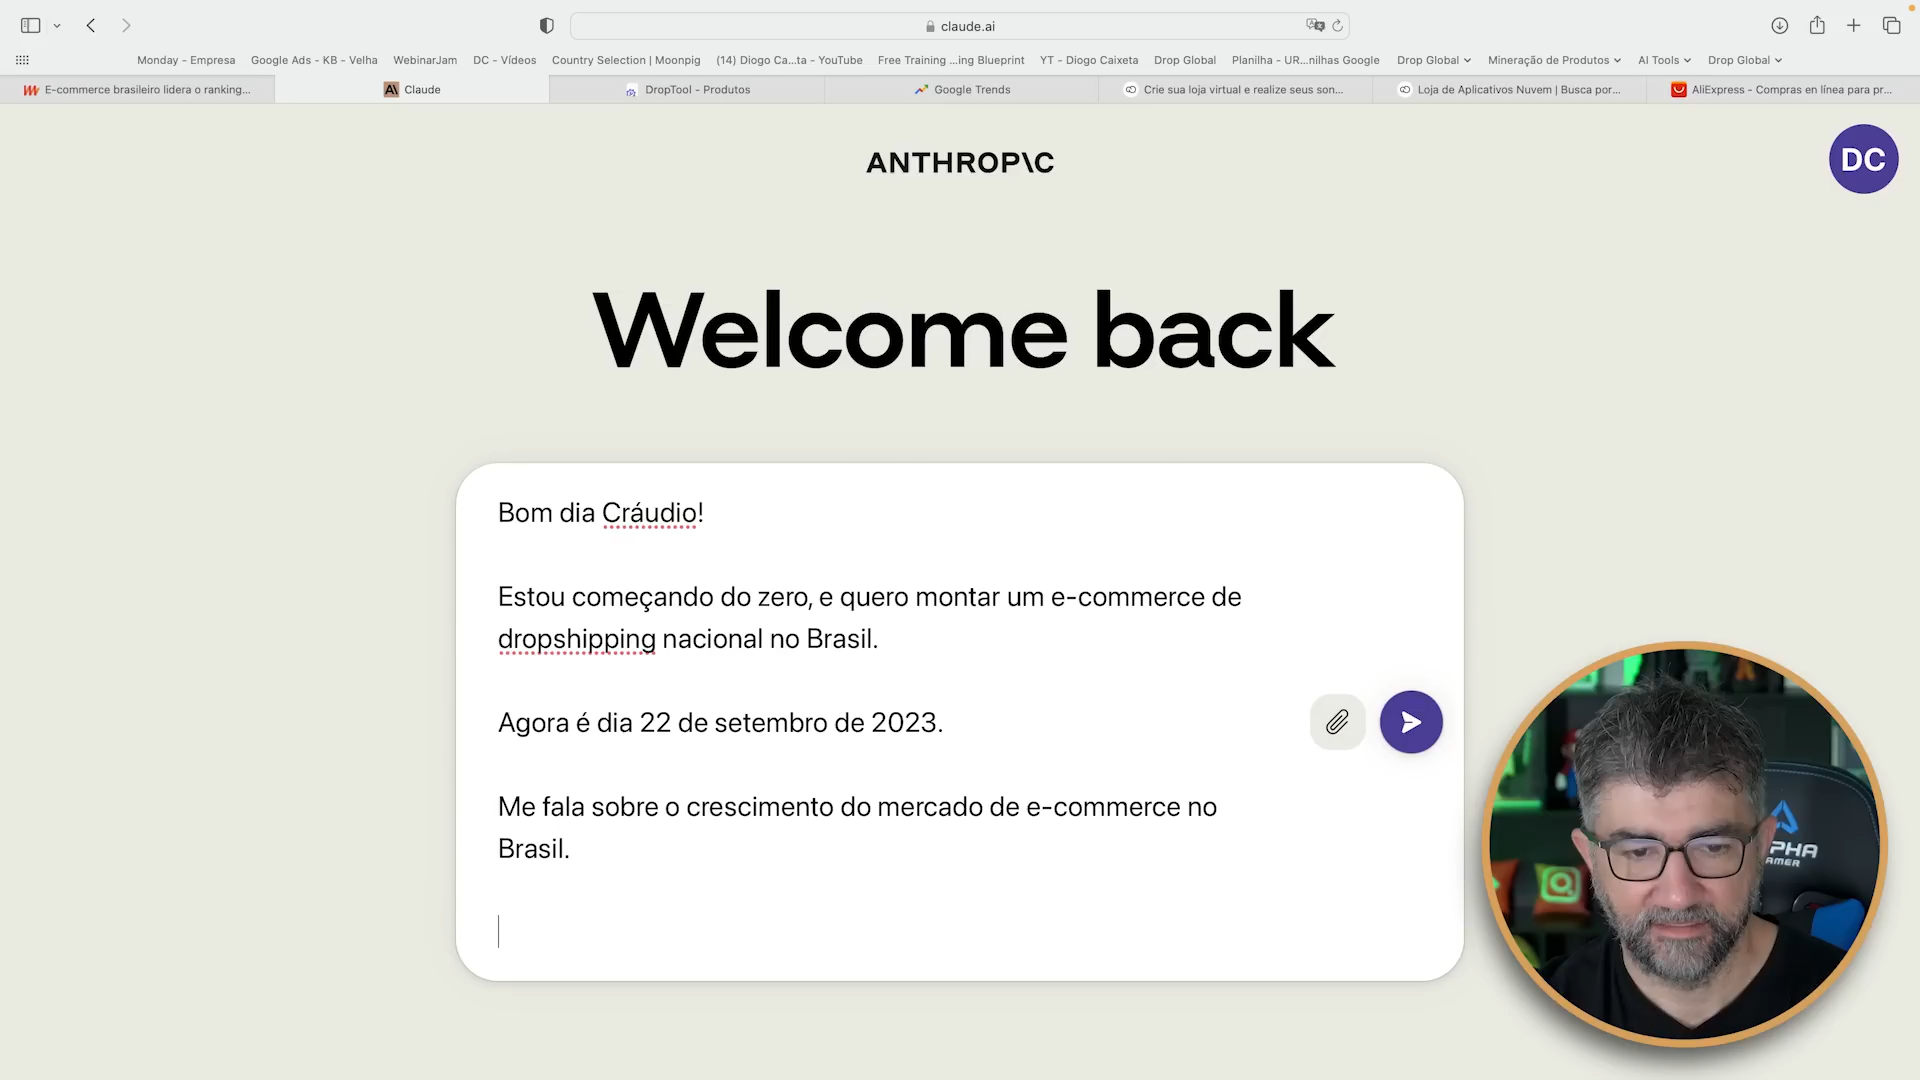 claude.ai
Monday - Empresa
Google Ads - KB - Velha
WebinarJam
DC - Vídeos
Country Selection | Moonpig
(14) Diogo Ca...ta - YouTube
Free Training ...ing Blueprint
YT - Diogo Caixeta
Drop Global
Planilha - UR...nilhas Google
Drop Global
Mineração de Produtos
AI Tools
Drop Global
E-commerce brasileiro lidera o ranking...
Claude
DropTool - Produtos
Google Trends
Crie sua loja virtual e realize seus son...
Loja de Aplicativos Nuvem | Busca por...
AliExpress - Compras en línea para pr...
ANTHROP\C
DC
Welcome back
Bom dia Cráudio!
Estou começando do zero, e quero montar um e-commerce de
dropshipping nacional no Brasil.
Agora é dia 22 de setembro de 2023.
Me fala sobre o crescimento do mercado de e-commerce no
Brasil.